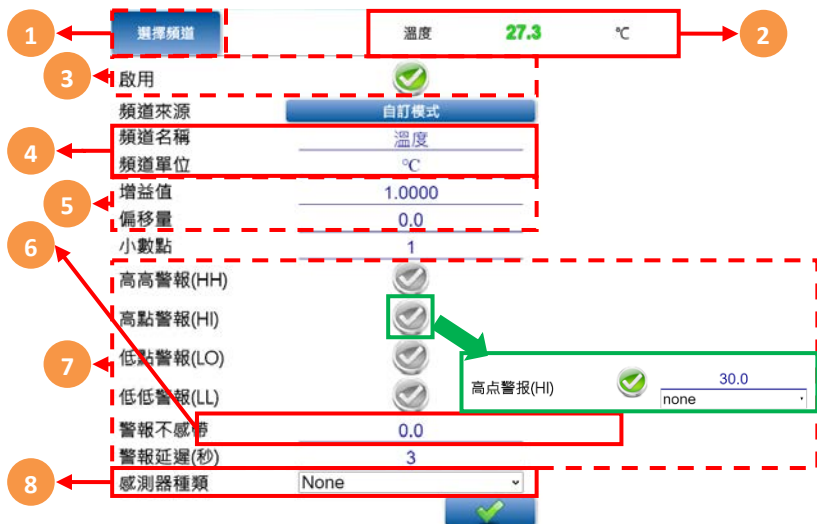 1 選擇頻道 溫度 27.3 ℃ 2
3 啟用
頻道來源 自訂模式
4 頻道名稱 溫度
頻道單位 ℃
5 增益值 1.0000
偏移量 0.0
6 小數點 1
高高警報(HH)
高點警報(HI)
7 低點警報(LO)
高点警报(HI) 30.0
none
低低警報(LL)
警報不感帶 0.0
警報延遲(秒) 3
8 感測器種類 None